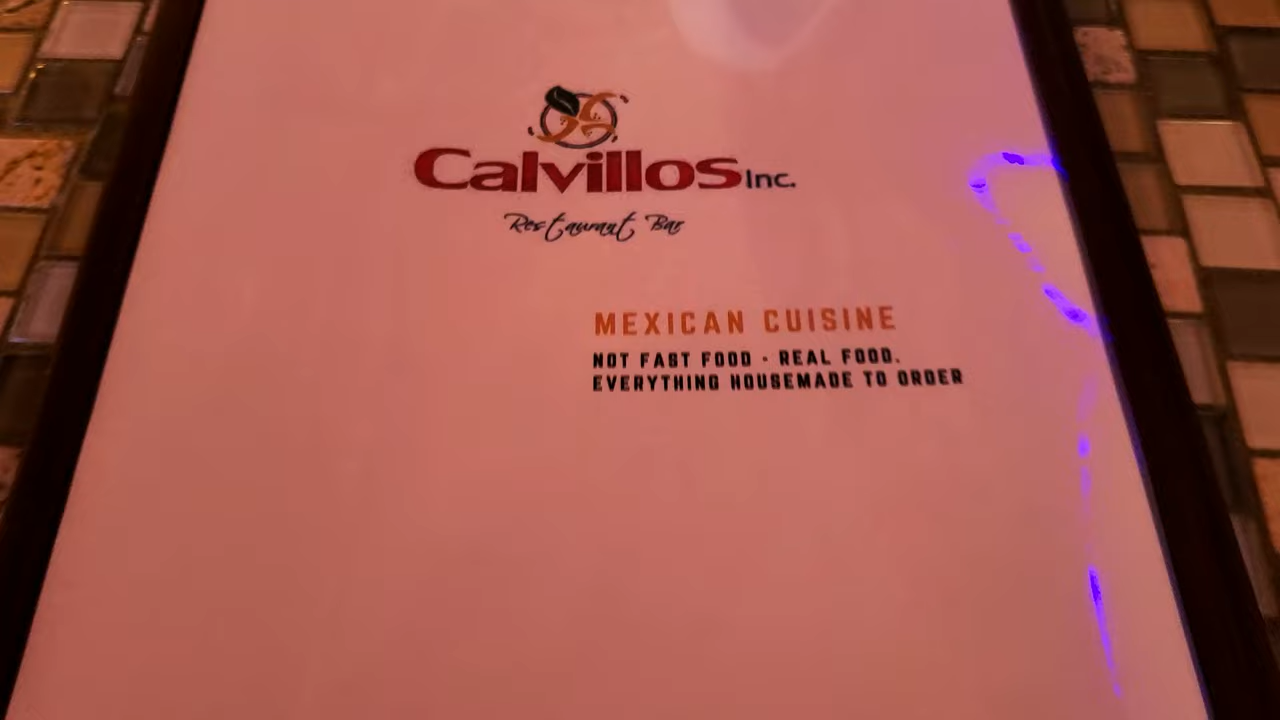 Calvillos Inc.
Restaurant Bar
MEXICAN CUISINE
NOT FAST FOOD - REAL FOOD.
EVERYTHING HOUSEMADE TO ORDER